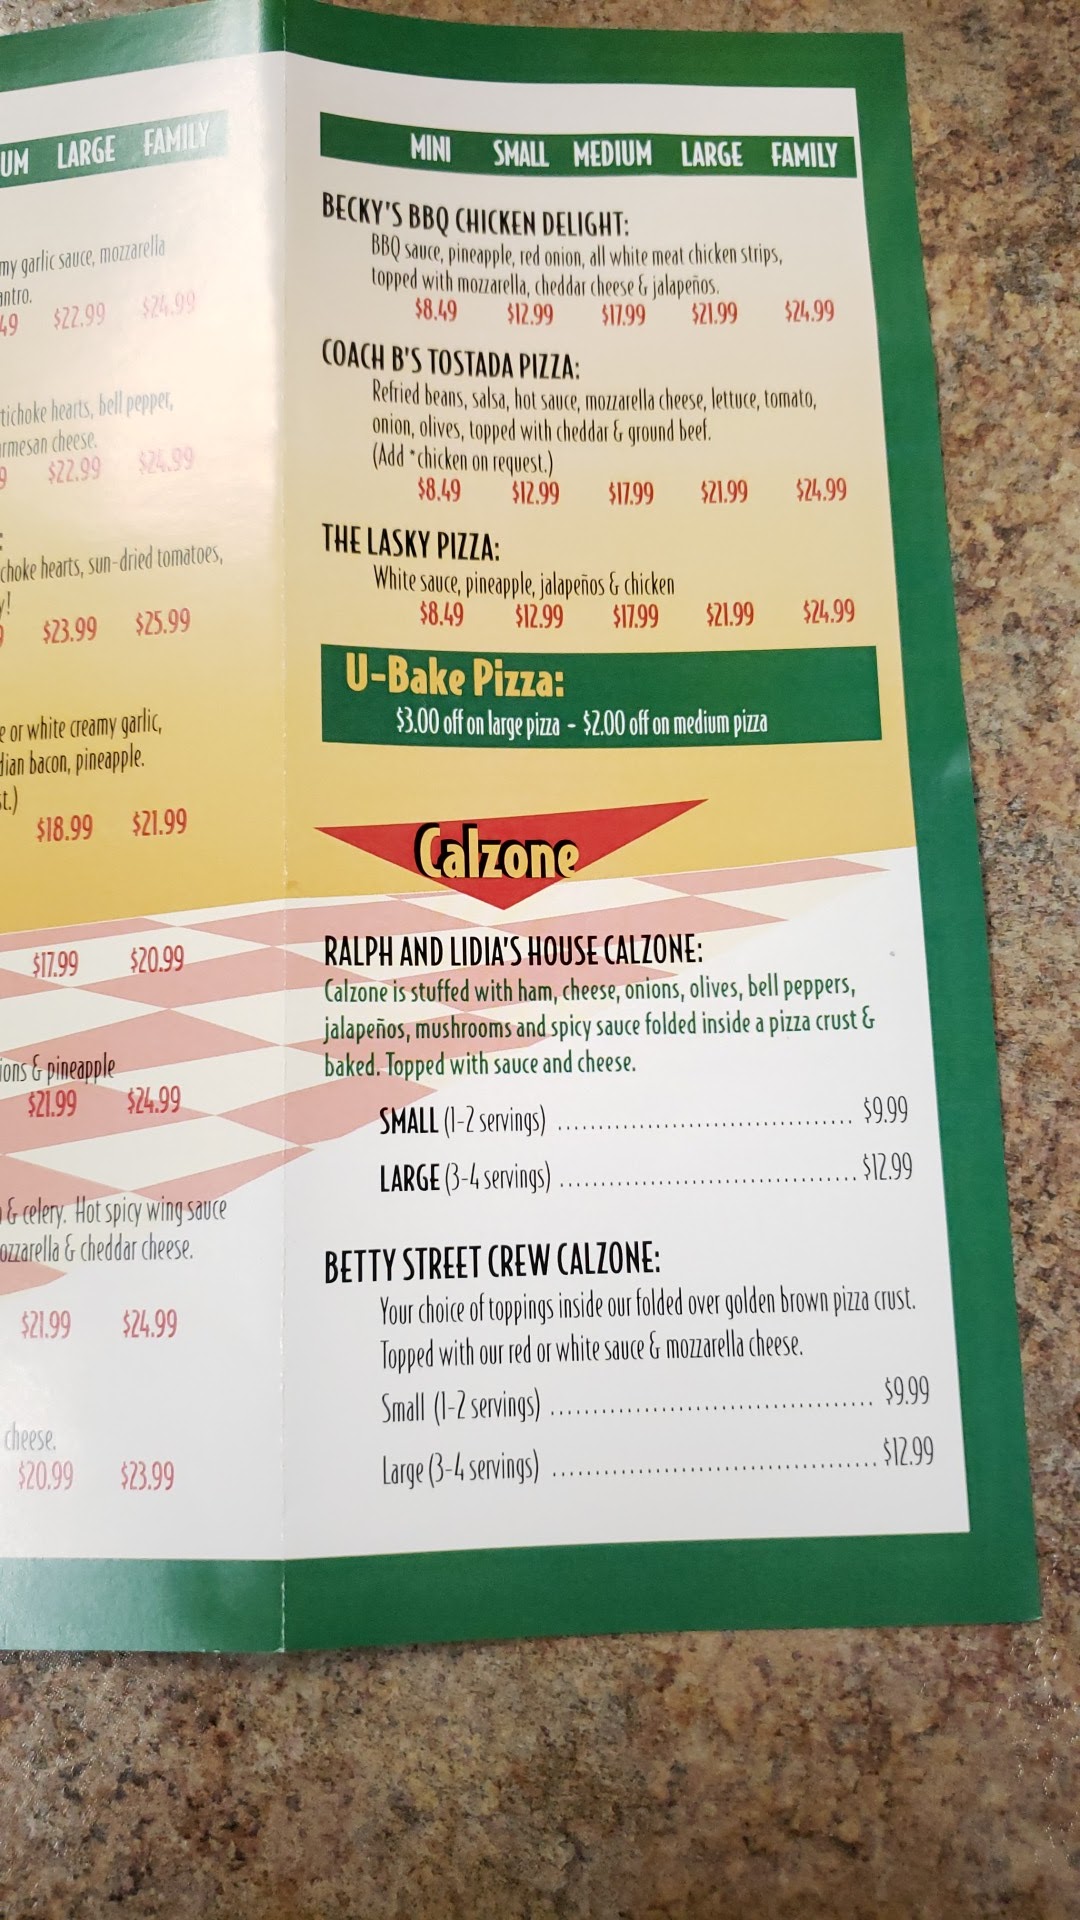 UM LARGE FAMILY
my garlic sauce, mozzarella
antro.
49 $22.99 $24.99
tichoke hearts, bell pepper,
rmesan cheese.
9 $22.99 $24.99
:
choke hearts, sun-dried tomatoes,
y!
$23.99 $25.99
e or white creamy garlic,
dian bacon, pineapple.
st.)
$18.99 $21.99
$17.99 $20.99
ions & pineapple
$21.99 $24.99
& celery. Hot spicy wing sauce
ozzarella & cheddar cheese.
$21.99 $24.99
cheese.
$20.99 $23.99
MINI SMALL MEDIUM LARGE FAMILY
BECKY'S BBQ CHICKEN DELIGHT:
BBQ sauce, pineapple, red onion, all white meat chicken strips,
topped with mozzarella, cheddar cheese & jalapeños.
$8.49 $12.99 $17.99 $21.99 $24.99
COACH B'S TOSTADA PIZZA:
Refried beans, salsa, hot sauce, mozzarella cheese, lettuce, tomato,
onion, olives, topped with cheddar & ground beef.
(Add *chicken on request.)
$8.49 $12.99 $17.99 $21.99 $24.99
THE LASKY PIZZA:
White sauce, pineapple, jalapeños & chicken
$8.49 $12.99 $17.99 $21.99 $24.99
U-Bake Pizza:
$3.00 off on large pizza - $2.00 off on medium pizza
Calzone
RALPH AND LIDIA'S HOUSE CALZONE:
Calzone is stuffed with ham, cheese, onions, olives, bell peppers,
jalapeños, mushrooms and spicy sauce folded inside a pizza crust &
baked. Topped with sauce and cheese.
SMALL (1-2 servings) .................................. $9.99
LARGE (3-4 servings) .................................. $12.99
BETTY STREET CREW CALZONE:
Your choice of toppings inside our folded over golden brown pizza crust.
Topped with our red or white sauce & mozzarella cheese.
Small (1-2 servings) ..................................... $9.99
Large (3-4 servings) ..................................... $12.99